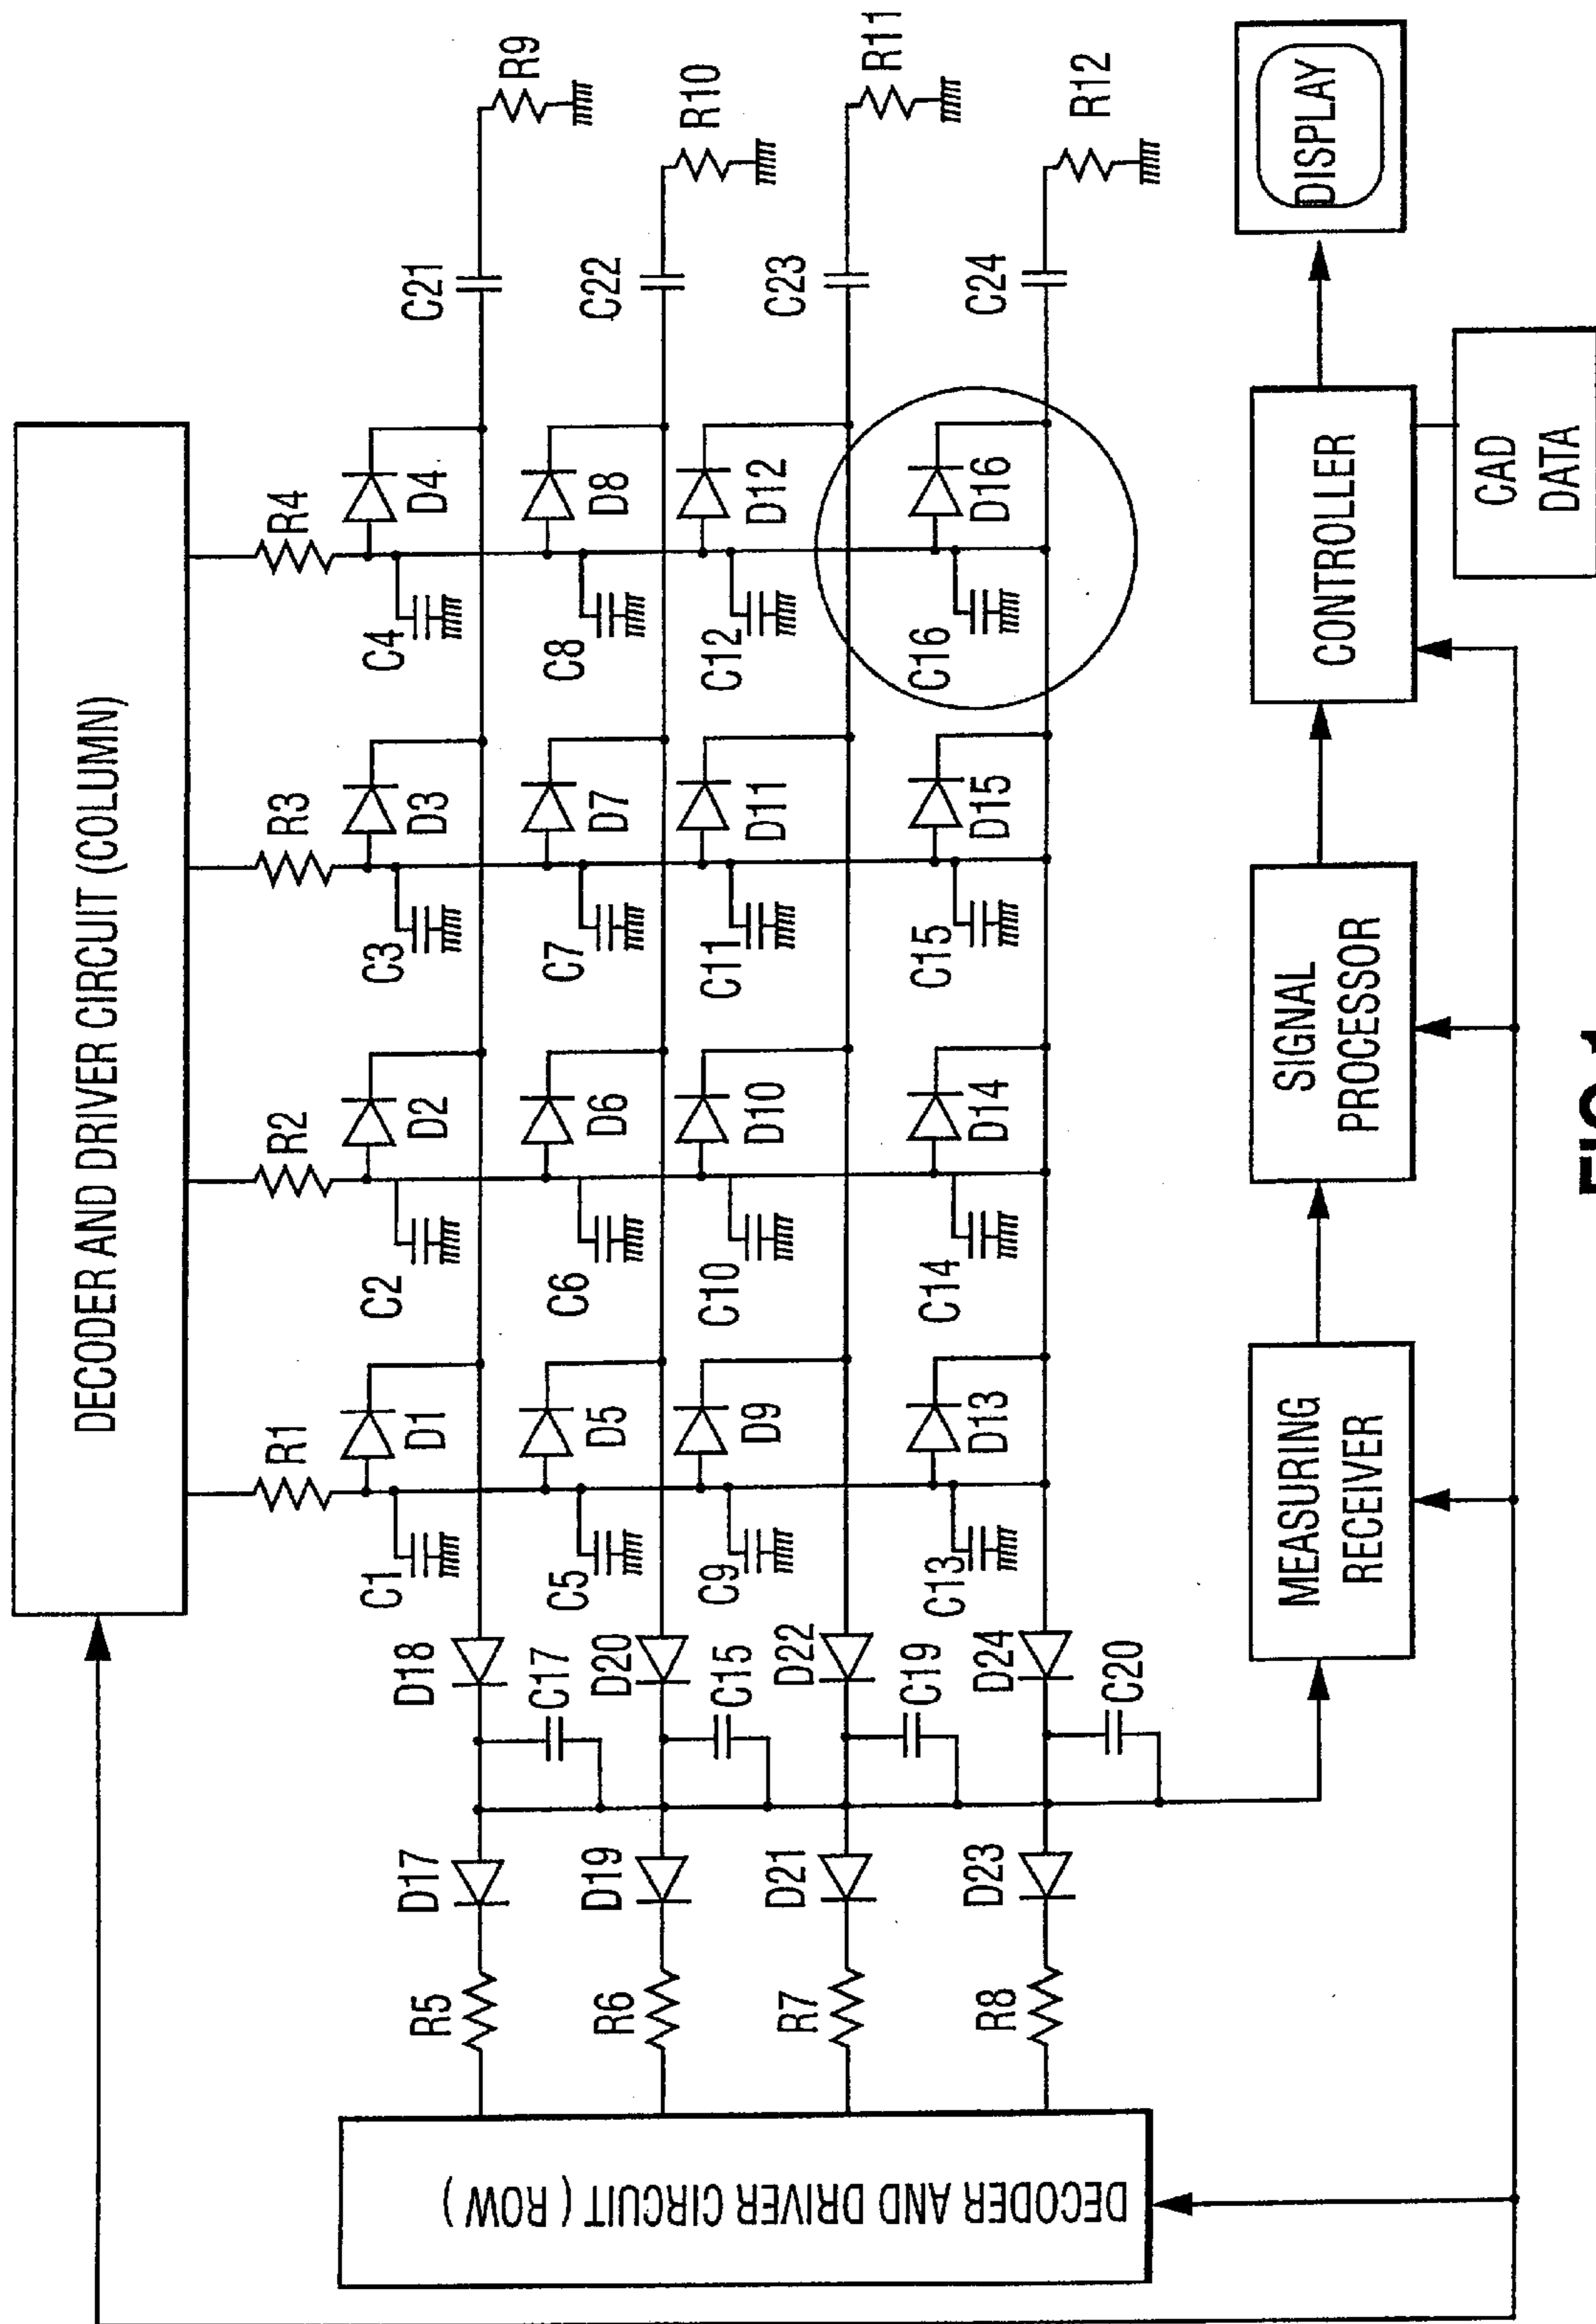 DECODER AND DRIVER CIRCUIT (COLUMN)
R1
R2
R3
R4
D1
D2
D3
D4
C1
C2
C3
C4
D17
D18
R5
C17
C21
R9
D5
D6
D7
D8
C5
C6
C7
C8
D19
D20
R6
C15
C22
R10
D9
D10
D11
D12
C9
C10
C11
C12
D21
D22
R7
C19
C23
R11
D13
D14
D15
D16
C13
C14
C15
C16
D23
D24
R8
C20
C24
R12
DECODER AND DRIVER CIRCUIT ( ROW )
MEASURING
RECEIVER
SIGNAL
PROCESSOR
CONTROLLER
DISPLAY
CAD
DATA